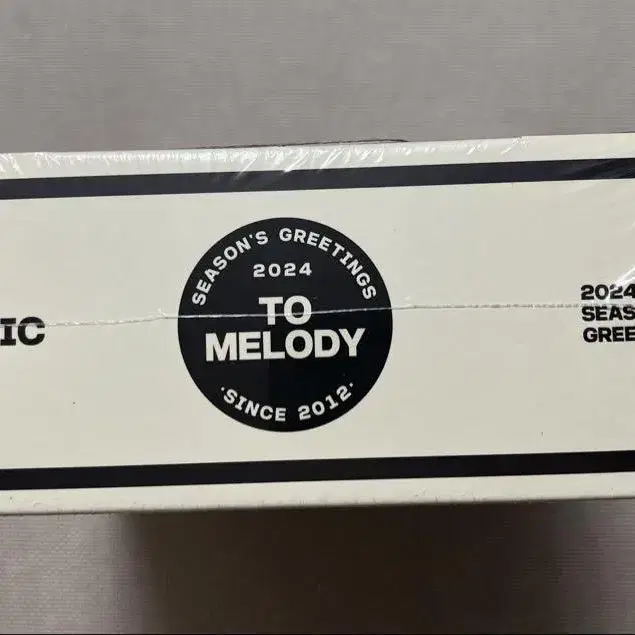 IC
SEASON'S GREETINGS
2024
TO
MELODY
·SINCE 2012·
2024
SEAS
GREE